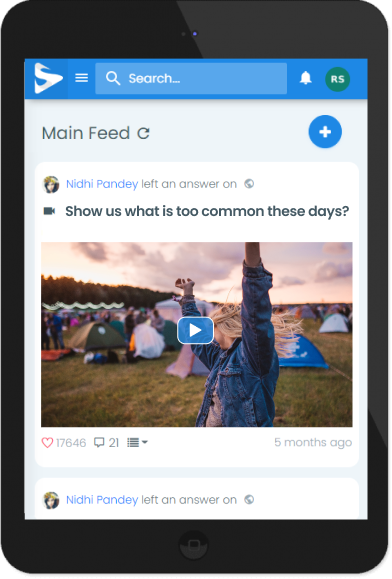 Search...
RS
Main Feed
Nidhi Pandey left an answer on
Show us what is too common these days?
17646 21 5 months ago
Nidhi Pandey left an answer on